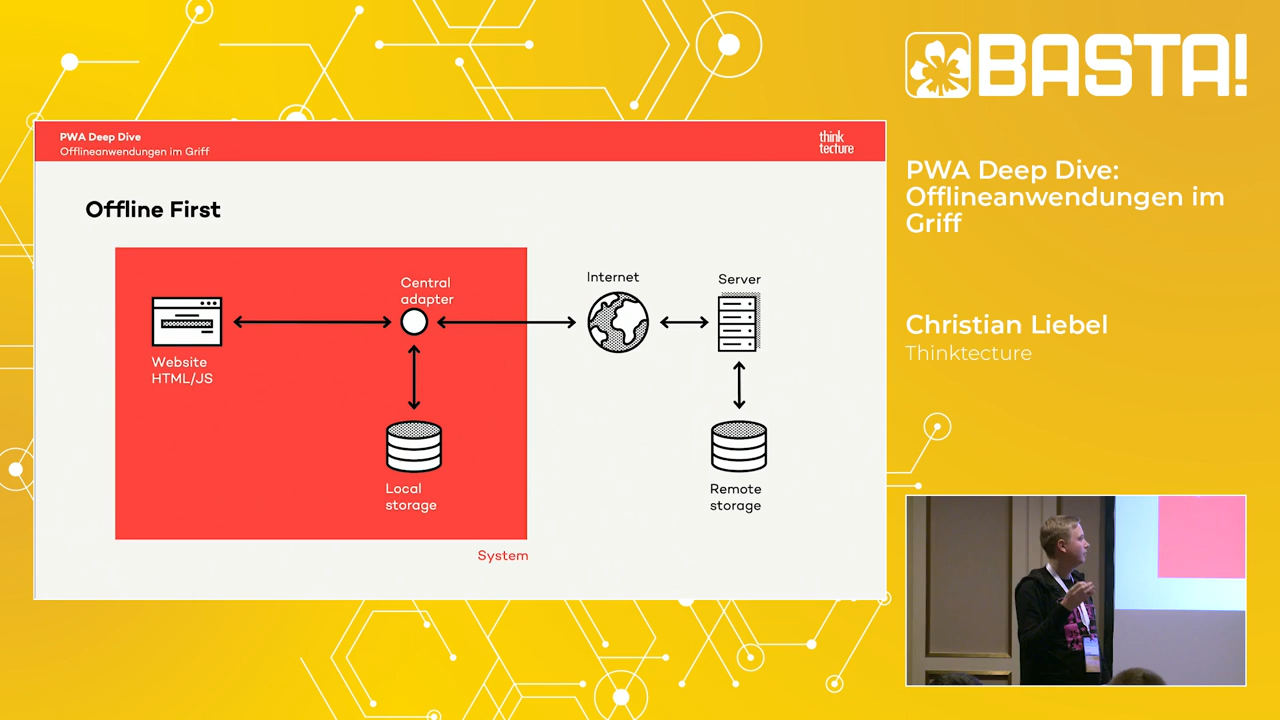 PWA Deep Dive
Offlineanwendungen im Griff
think
tecture
Offline First
Central
adapter
Internet
Server
Website
HTML/JS
Local
storage
Remote
storage
System
BASTA!
PWA Deep Dive:
Offlineanwendungen im
Griff
Christian Liebel
Thinktecture